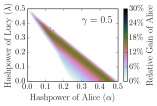 Hashpower of Lucy (Λ)
0.5
0.4
0.3
0.2
0.1
0.0
γ = 0.5
0.0 0.1 0.2 0.3 0.4 0.5
Hashpower of Alice (α)
30%
24%
18%
12%
6%
0%
Relative Gain of Alice